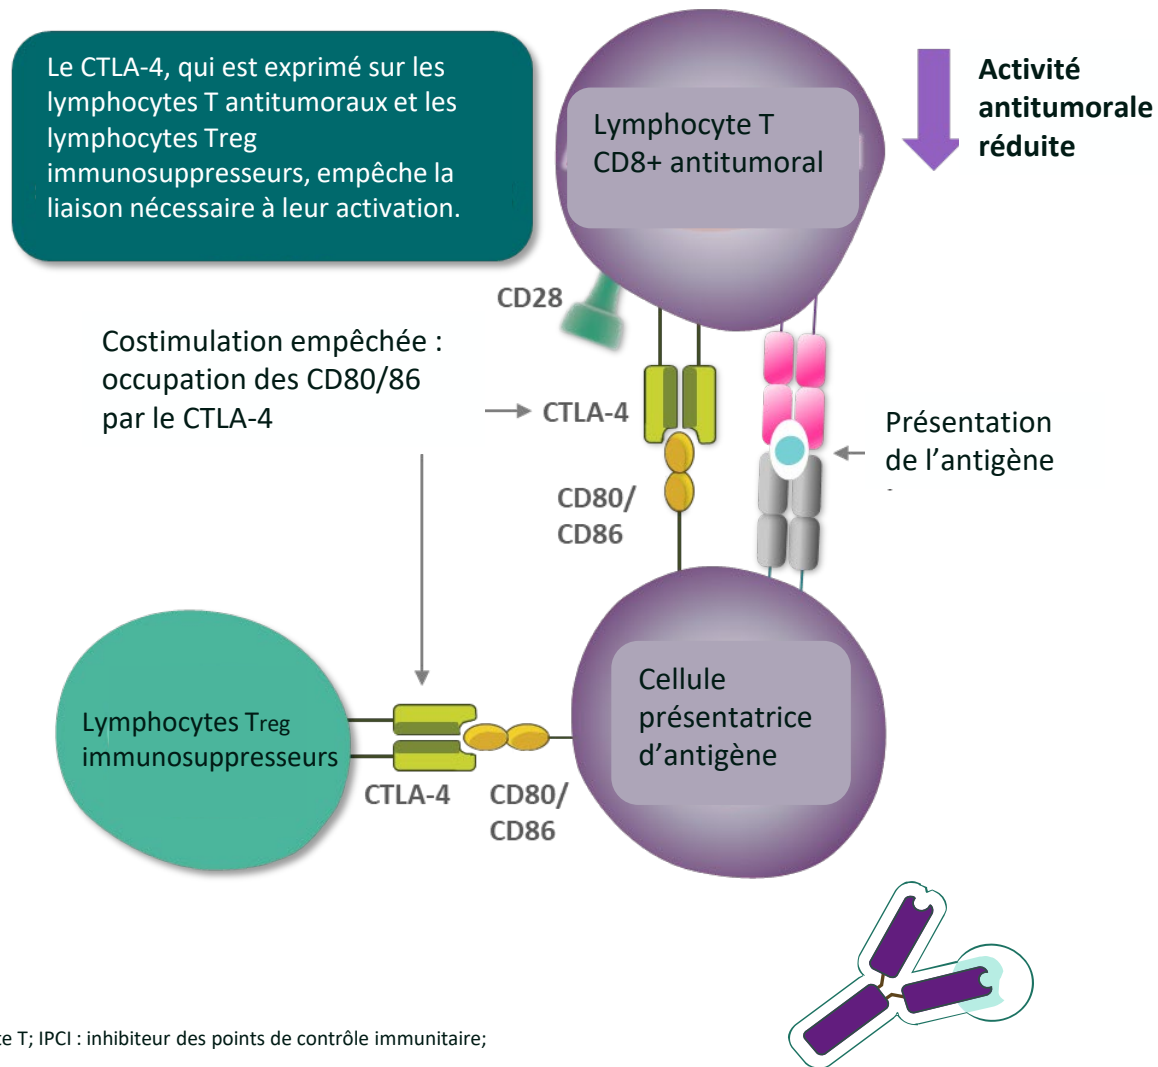 Le CTLA-4, qui est exprimé sur les
lymphocytes T antitumoraux et les
lymphocytes Treg
immunosuppresseurs, empêche la
liaison nécessaire à leur activation.
Lymphocyte T
CD8+ antitumoral
Activité
antitumorale
réduite
CD28
Costimulation empêchée :
occupation des CD80/86
par le CTLA-4
CTLA-4
Présentation
de l’antigène
CD80/
CD86
Cellule
présentatrice
d’antigène
Lymphocytes Treg
immunosuppresseurs
CTLA-4
CD80/
CD86
T; IPCI : inhibiteur des points de contrôle immunitaire;